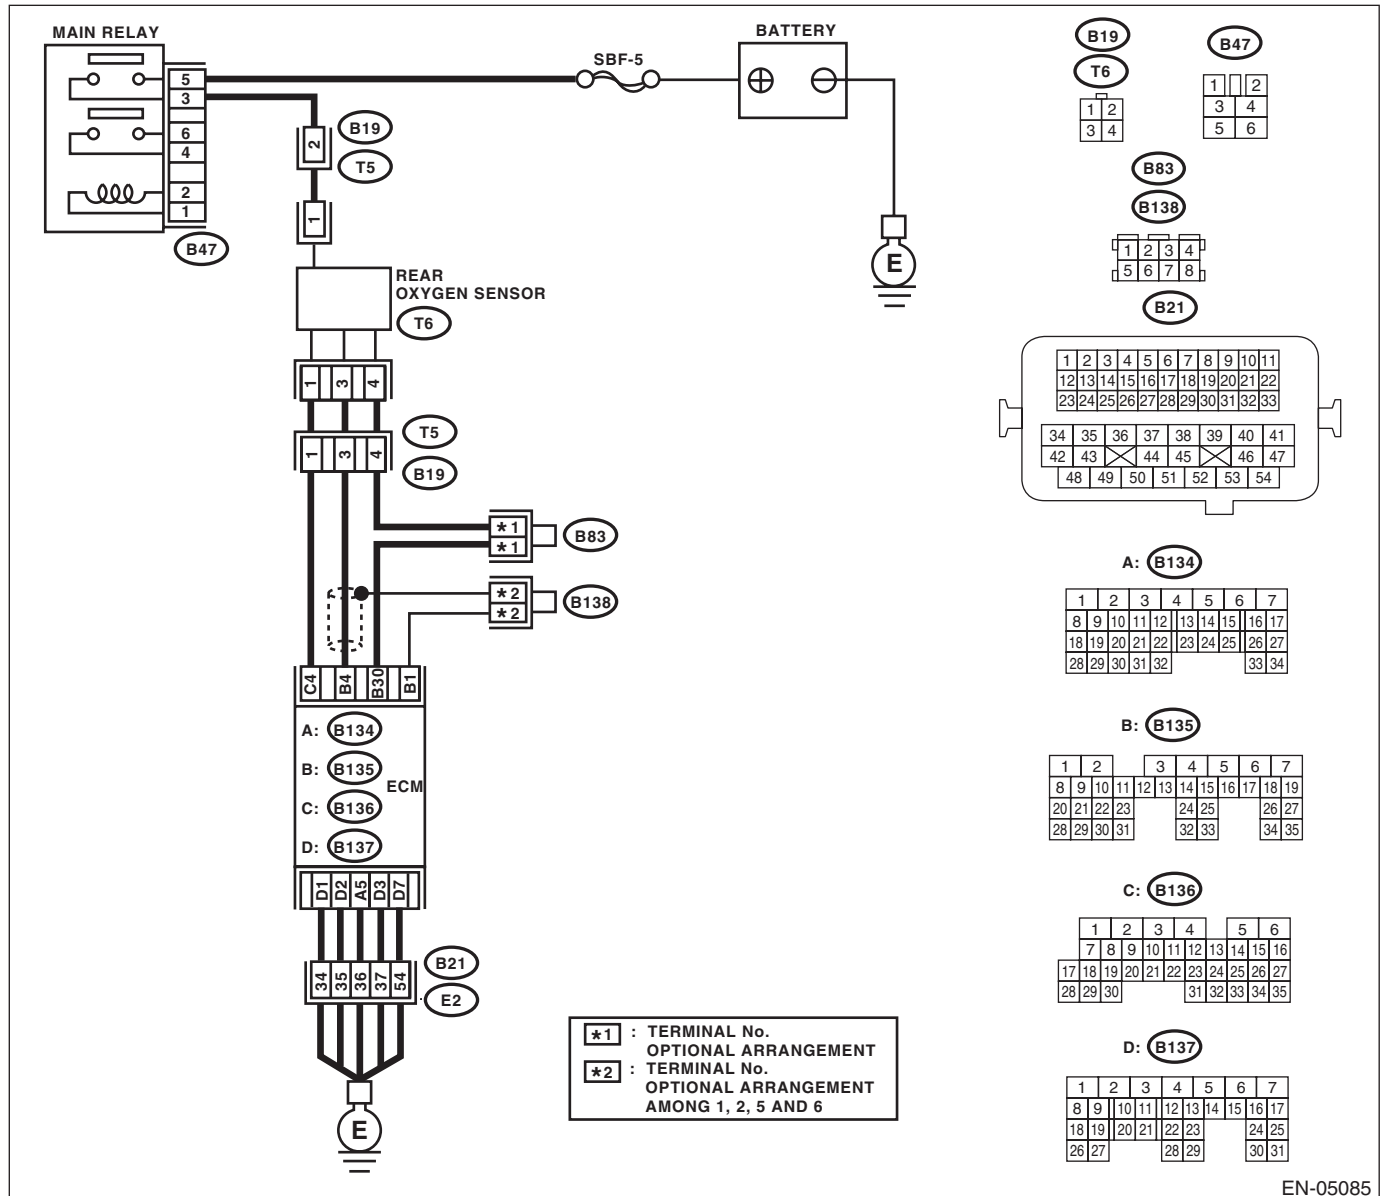 MAIN RELAY
5
3
6
4
2
1
B47
SBF-5
BATTERY
E
2
B19
T5
1
REAR
OXYGEN SENSOR
T6
1 3 4
T5
1 3 4
B19
*1
*1
B83
*2
*2
B138
C4 B4 B30 B1
A: B134
B: B135
ECM
C: B136
D: B137
D1 D2 A5 D3 D7
34 35 36 37 54
B21
E2
E
*1 : TERMINAL No.
OPTIONAL ARRANGEMENT
*2 : TERMINAL No.
OPTIONAL ARRANGEMENT
AMONG 1, 2, 5 AND 6
B19
T6
1 2
3 4
B47
1 2
3 4
5 6
B83
B138
1 2 3 4
5 6 7 8
B21
1 2 3 4 5 6 7 8 9 10 11
12 13 14 15 16 17 18 19 20 21 22
23 24 25 26 27 28 29 30 31 32 33
34 35 36 37 38 39 40 41
42 43 44 45 46 47
48 49 50 51 52 53 54
A: B134
1 2 3 4 5 6 7
8 9 10 11 12 13 14 15 16 17
18 19 20 21 22 23 24 25 26 27
28 29 30 31 32 33 34
B: B135
1 2 3 4 5 6 7
8 9 10 11 12 13 14 15 16 17 18 19
20 21 22 23 24 25 26 27
28 29 30 31 32 33 34 35
C: B136
1 2 3 4 5 6
7 8 9 10 11 12 13 14 15 16
17 18 19 20 21 22 23 24 25 26 27
28 29 30 31 32 33 34 35
D: B137
1 2 3 4 5 6 7
8 9 10 11 12 13 14 15 16 17
18 19 20 21 22 23 24 25
26 27 28 29 30 31
EN-05085